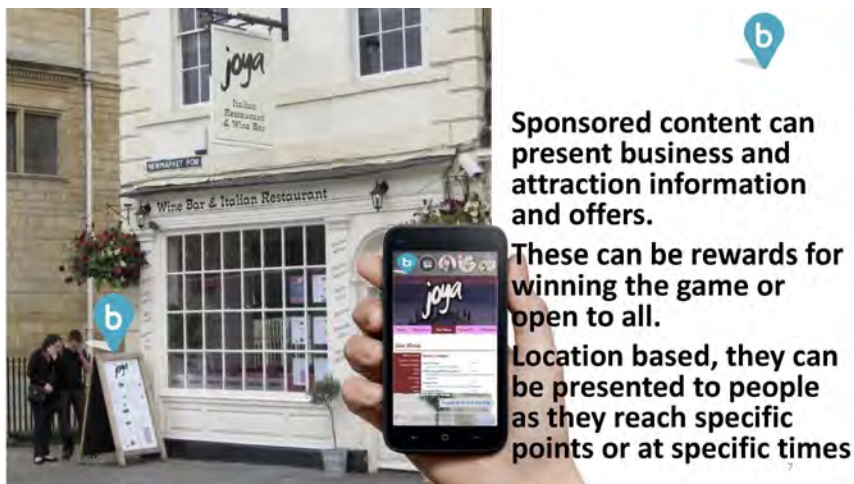 joya
Italian
Restaurant
& Wine Bar
NEWMARKET ROW
Wine Bar & Italian Restaurant
b
joya
b
joya
b
Sponsored content can
present business and
attraction information
and offers.
These can be rewards for
winning the game or
open to all.
Location based, they can
be presented to people
as they reach specific
points or at specific times
7